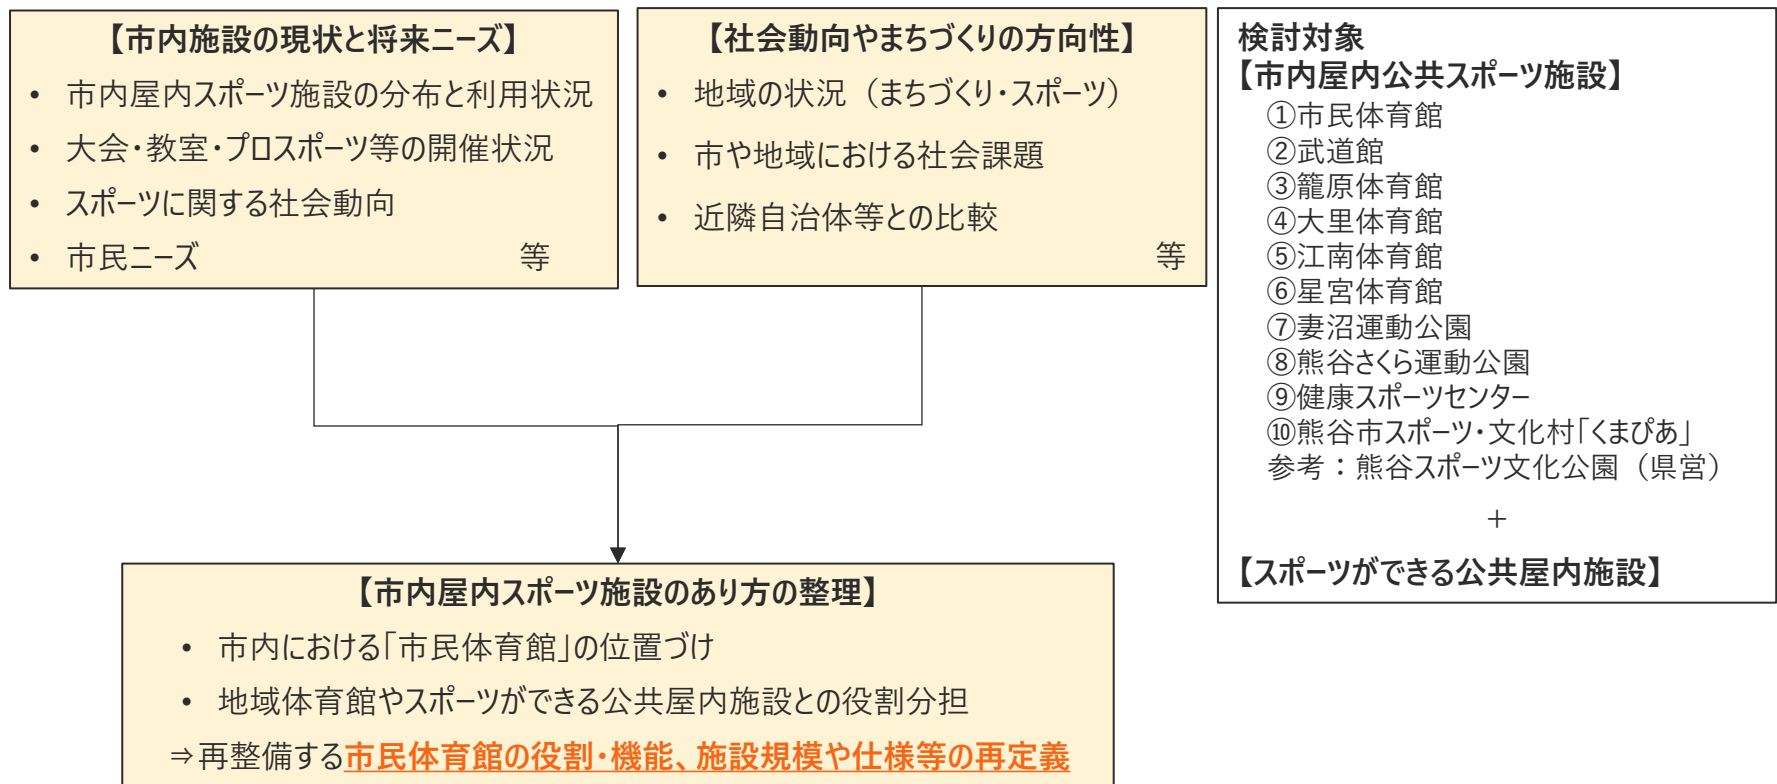 【市内施設の現状と将来ニーズ】
• 市内屋内スポーツ施設の分布と利用状況
• 大会・教室・プロスポーツ等の開催状況
• スポーツに関する社会動向
• 市民ニーズ 等
【社会動向やまちづくりの方向性】
• 地域の状況（まちづくり・スポーツ）
• 市や地域における社会課題
• 近隣自治体等との比較
等
検討対象
【市内屋内公共スポーツ施設】
①市民体育館
②武道館
③籠原体育館
④大里体育館
⑤江南体育館
⑥星宮体育館
⑦妻沼運動公園
⑧熊谷さくら運動公園
⑨健康スポーツセンター
⑩熊谷市スポーツ・文化村「くまぴあ」
参考：熊谷スポーツ文化公園（県営）
＋
【スポーツができる公共屋内施設】
【市内屋内スポーツ施設のあり方の整理】
• 市内における「市民体育館」の位置づけ
• 地域体育館やスポーツができる公共屋内施設との役割分担
⇒再整備する市民体育館の役割・機能、施設規模や仕様等の再定義